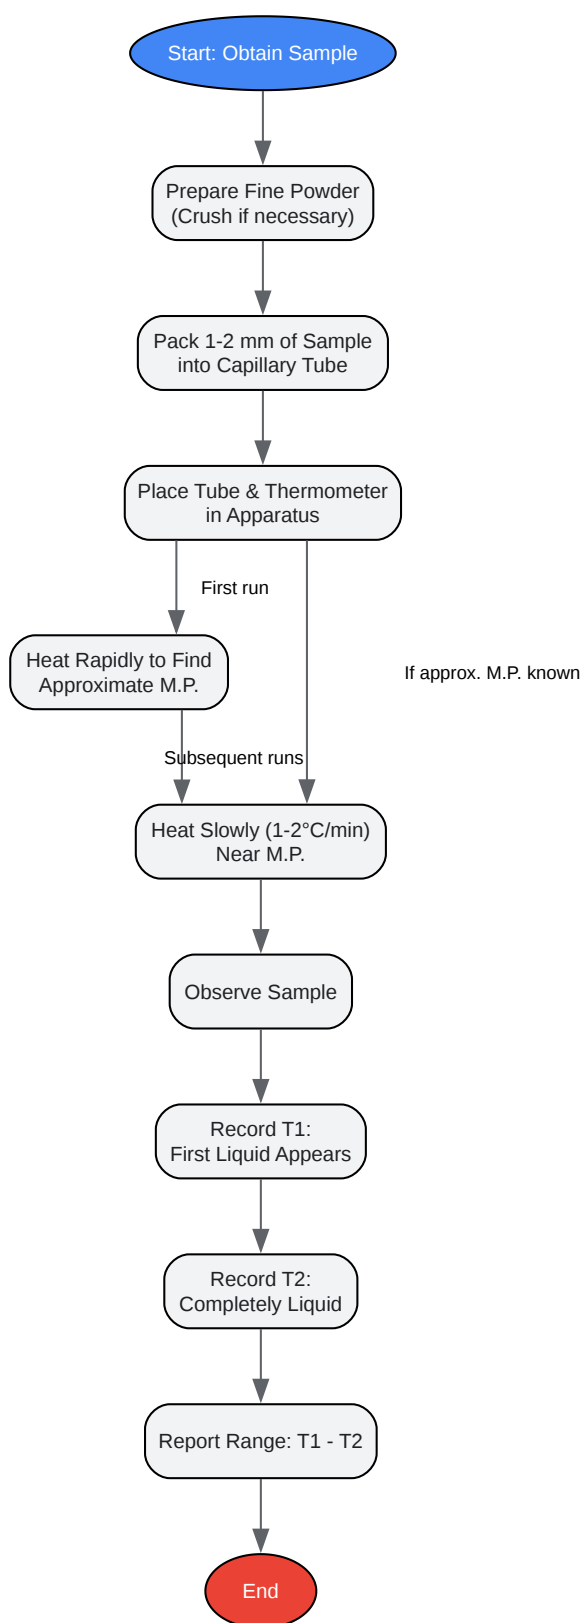 Start: Obtain Sample
Prepare Fine Powder
(Crush if necessary)
Pack 1-2 mm of Sample
into Capillary Tube
Place Tube & Thermometer
in Apparatus
First run
Heat Rapidly to Find
Approximate M.P.
If approx. M.P. known
Subsequent runs
Heat Slowly (1-2°C/min)
Near M.P.
Observe Sample
Record T1:
First Liquid Appears
Record T2:
Completely Liquid
Report Range: T1 - T2
End